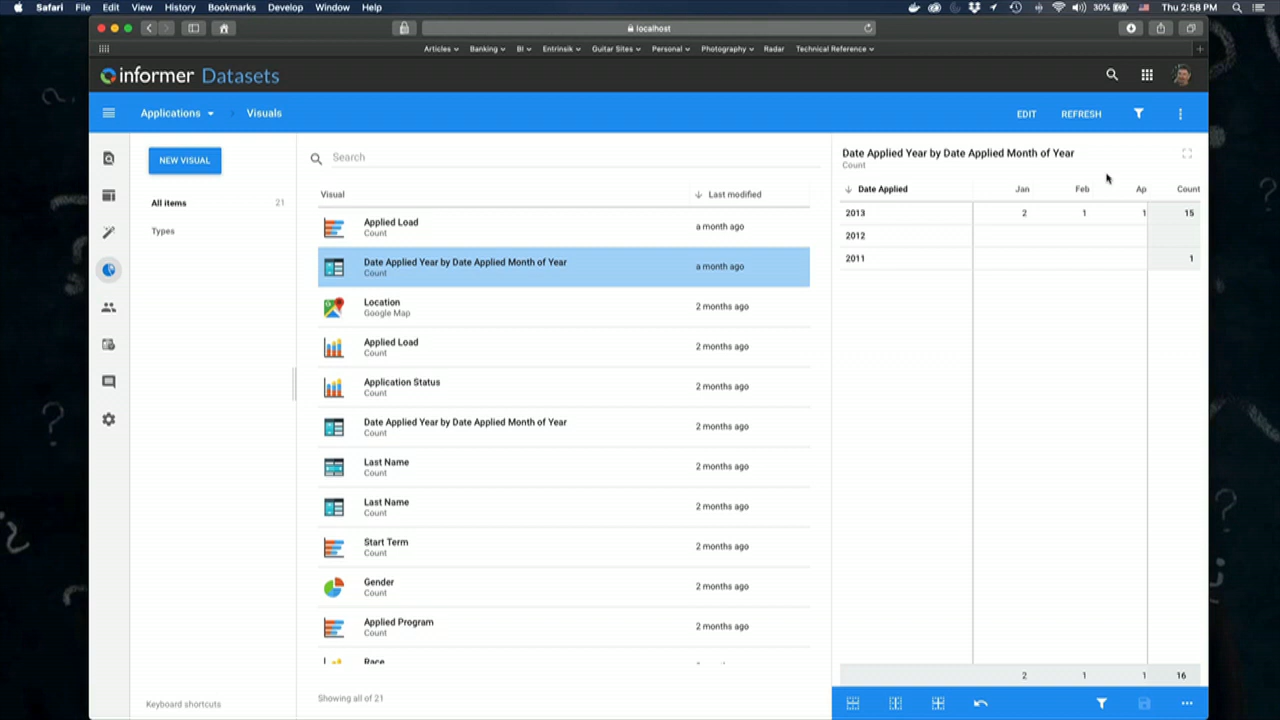 Safari File Edit View History Bookmarks Develop Window Help
30% Thu 2:58 PM
localhost
Articles Banking BI Entrinsik Guitar Sites Personal Photography Radar Technical Reference
informer Datasets
Applications Visuals
EDIT REFRESH
NEW VISUAL
All items 21
Types
Keyboard shortcuts
Search
Visual Last modified
Applied Load
Count
a month ago
Date Applied Year by Date Applied Month of Year
Count
a month ago
Location
Google Map
2 months ago
Applied Load
Count
2 months ago
Application Status
Count
2 months ago
Date Applied Year by Date Applied Month of Year
Count
2 months ago
Last Name
Count
2 months ago
Last Name
Count
2 months ago
Start Term
Count
2 months ago
Gender
Count
2 months ago
Applied Program
Count
2 months ago
Race
Showing all of 21
Date Applied Year by Date Applied Month of Year
Count
Date Applied Jan Feb Ap Count
2013 2 1 1 15
2012
2011 1
2 1 1 16